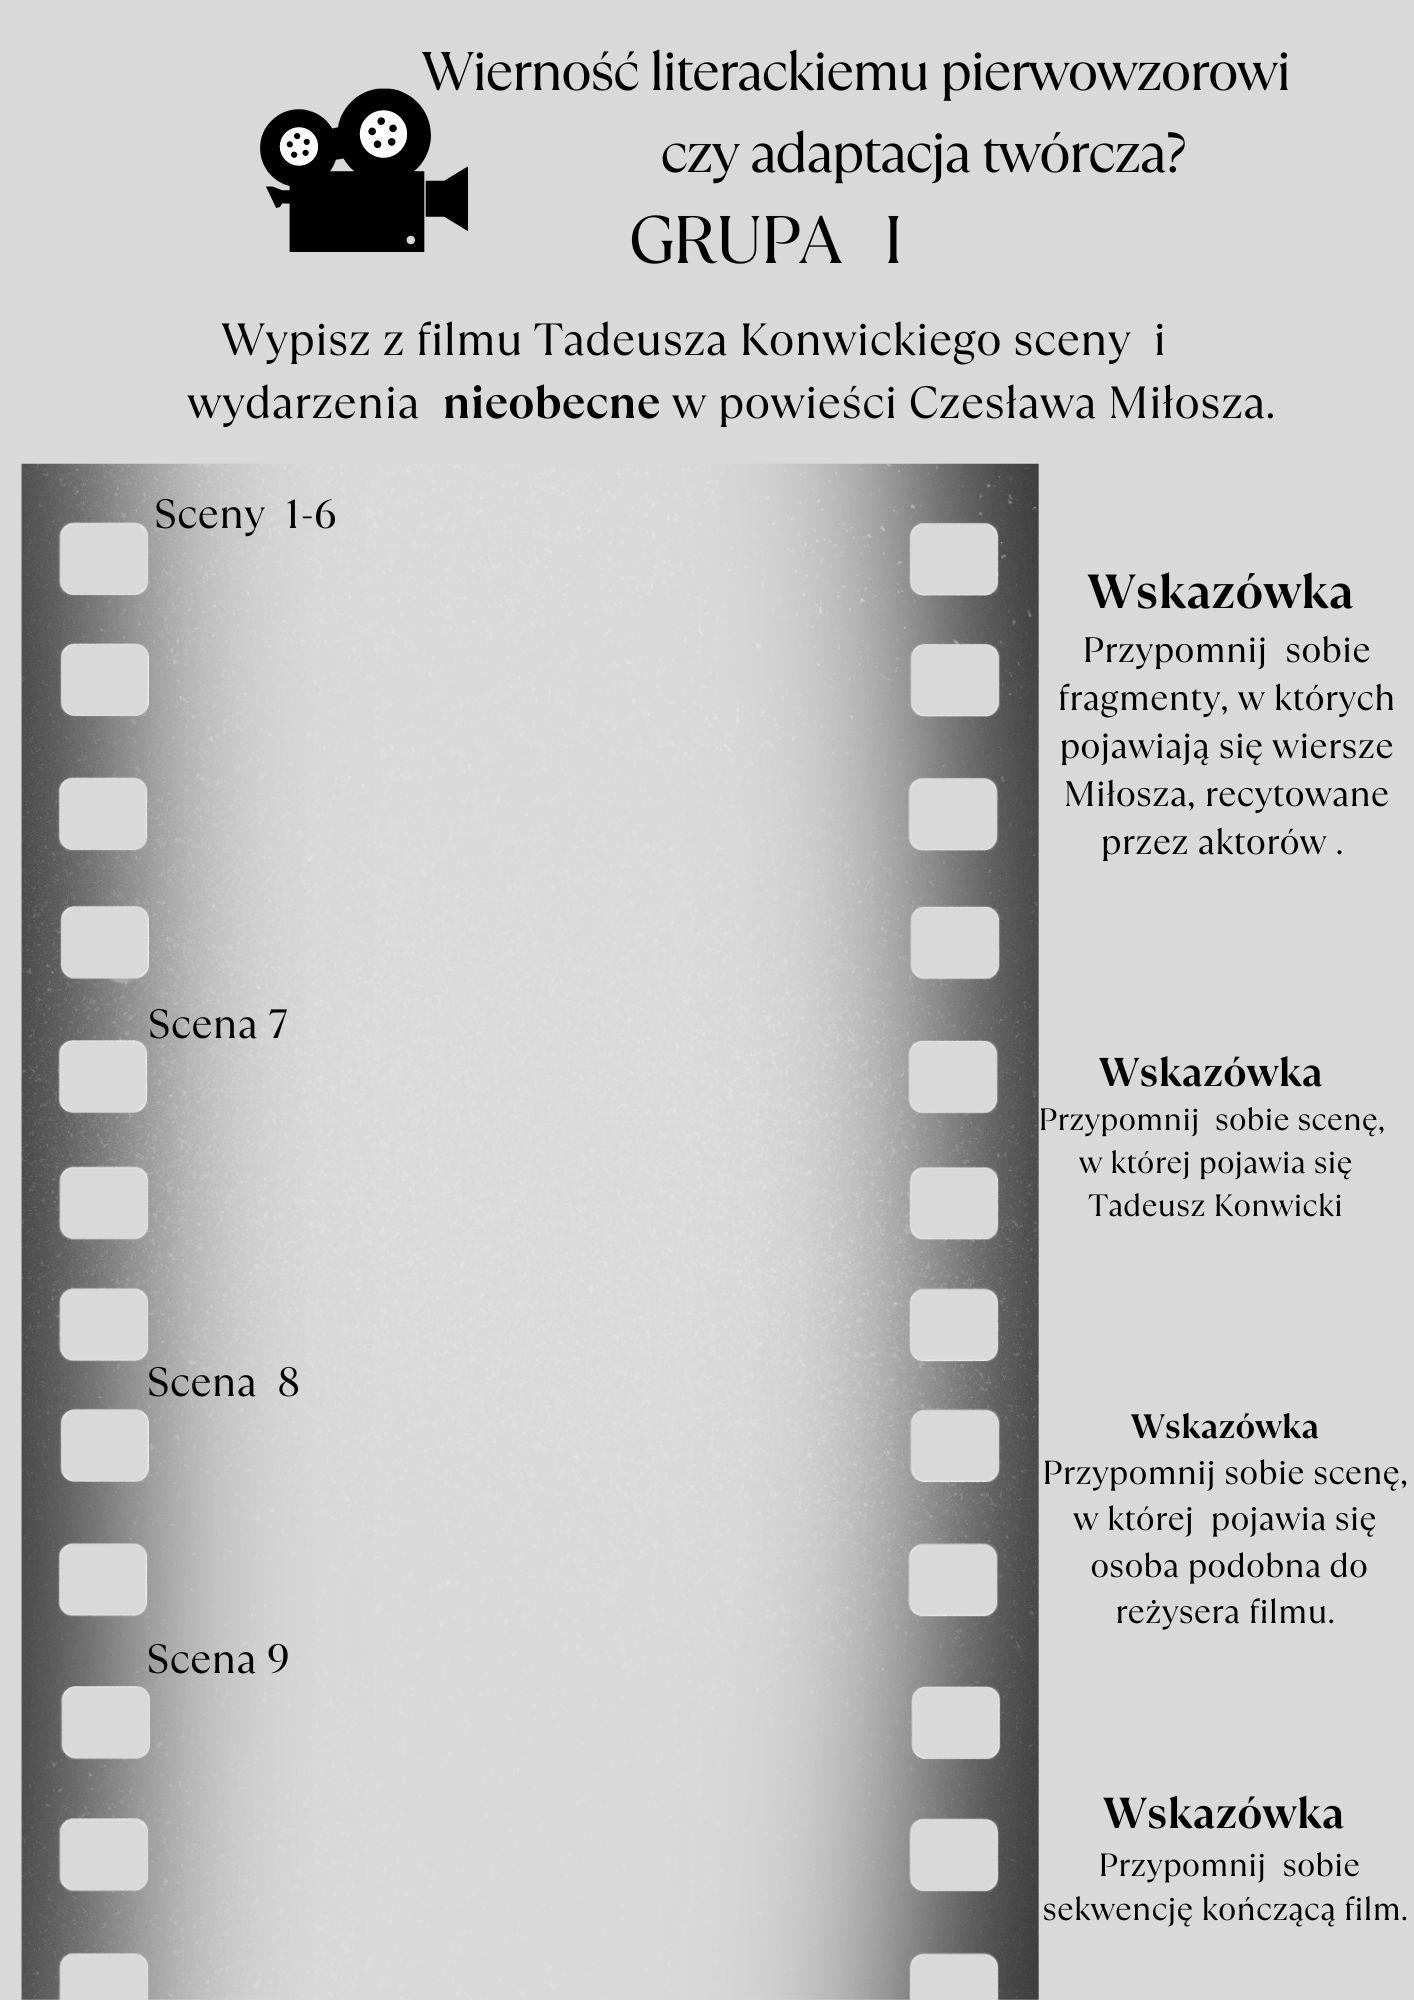 Wierność literackiemu pierwowzorowi
czy adaptacja twórcza?
GRUPA I
Wypisz z filmu Tadeusza Konwickiego sceny i
wydarzenia nieobecne w powieści Czesława Miłosza.
Sceny 1-6
Wskazówka
Przypomnij sobie
fragmenty, w których
pojawiają się wiersze
Miłosza, recytowane
przez aktorów .
Scena 7
Wskazówka
Przypomnij sobie scenę,
w której pojawia się
Tadeusz Konwicki
Scena 8
Wskazówka
Przypomnij sobie scenę,
w której pojawia się
osoba podobna do
reżysera filmu.
Scena 9
Wskazówka
Przypomnij sobie
sekwencję kończącą film.